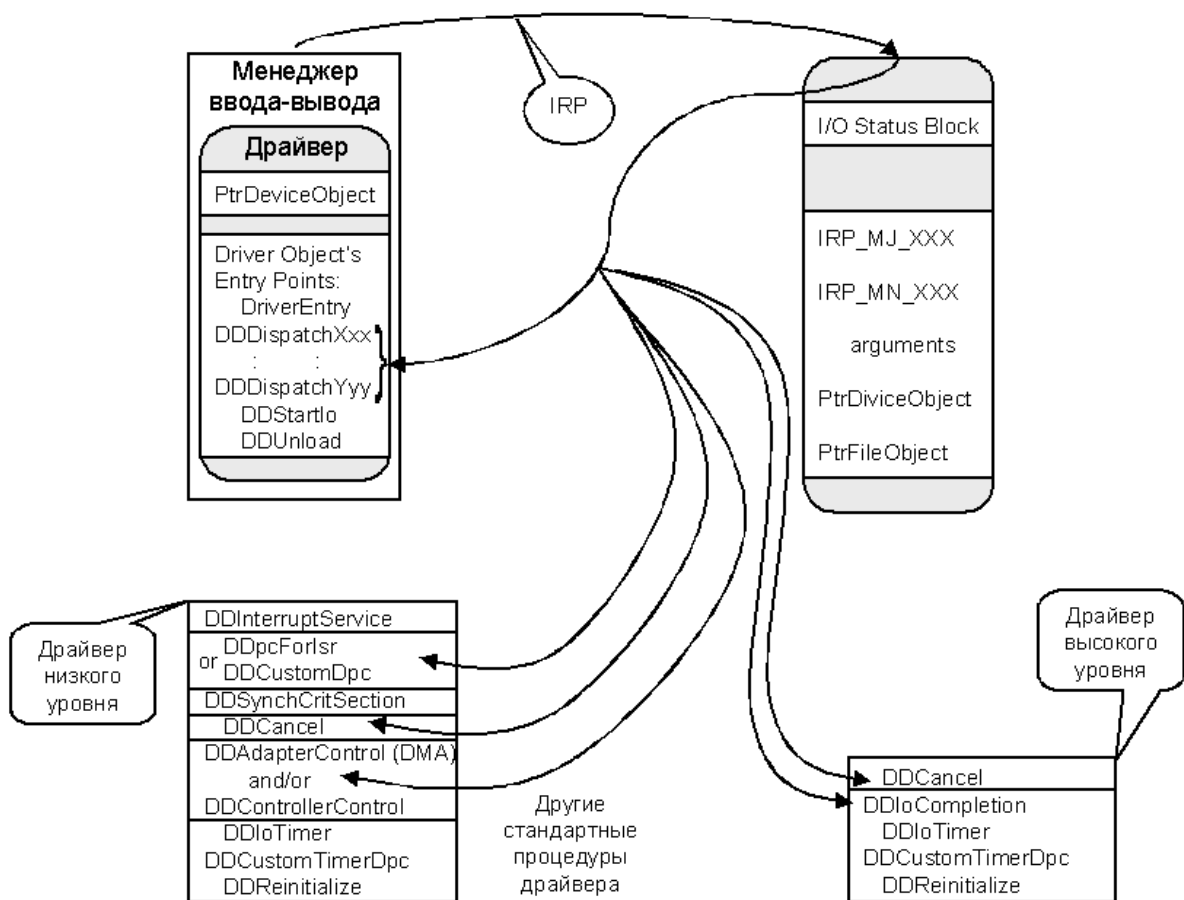 Менеджер
ввода-вывода
Драйвер
PtrDeviceObject
Driver Object's
Entry Points:
DriverEntry
DDDispatchXxx
: :
DDDispatchYyy
DDStartIo
DDUnload
IRP
I/O Status Block
IRP_MJ_XXX
IRP_MN_XXX
arguments
PtrDiviceObject
PtrFileObject
Драйвер
низкого
уровня
DDInterruptService
DDpcForIsr
or
DDCustomDpc
DDSynchCritSection
DDCancel
DDAdapterControl (DMA)
and/or
DDControllerControl
DDIoTimer
DDCustomTimerDpc
DDReinitialize
Другие
стандартные
процедуры
драйвера
Драйвер
высокого
уровня
DDCancel
DDIoCompletion
DDIoTimer
DDCustomTimerDpc
DDReinitialize